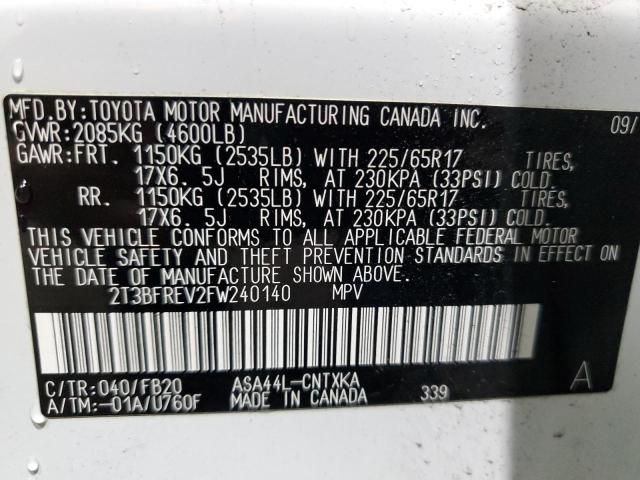 MFD.BY:TOYOTA MOTOR MANUFACTURING CANADA INC. 09/
GVWR:2085KG (4600LB)
GAWR:FRT. 1150KG (2535LB) WITH 225/65R17 TIRES,
17X6. 5J RIMS, AT 230KPA (33PSI) COLD.
RR. 1150KG (2535LB) WITH 225/65R17 TIRES,
17X6. 5J RIMS, AT 230KPA (33PSI) COLD.
THIS VEHICLE CONFORMS TO ALL APPLICABLE FEDERAL MOTOR
VEHICLE SAFETY AND THEFT PREVENTION STANDARDS IN EFFECT ON
THE DATE OF MANUFACTURE SHOWN ABOVE.
2T3BFREV2FW240140 MPV
C/TR:040/FB20 ASA44L-CNTXKA A
A/TM:-01A/U760F MADE IN CANADA 339